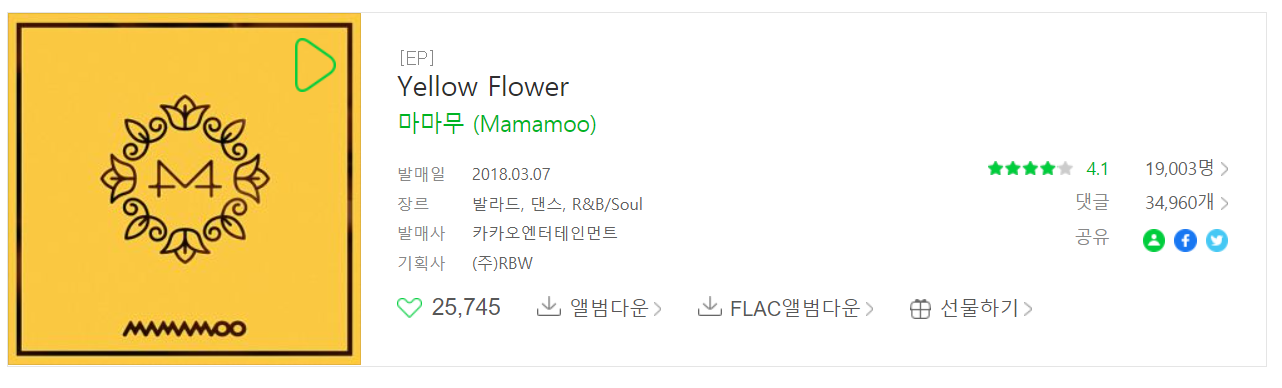 [EP]
Yellow Flower
마마무 (Mamamoo)
발매일 2018.03.07
장르 발라드, 댄스, R&B/Soul
발매사 카카오엔터테인먼트
기획사 (주)RBW
4.1 19,003명
댓글 34,960개
공유
25,745 앨범다운 FLAC앨범다운 선물하기
M
MAMAMOO